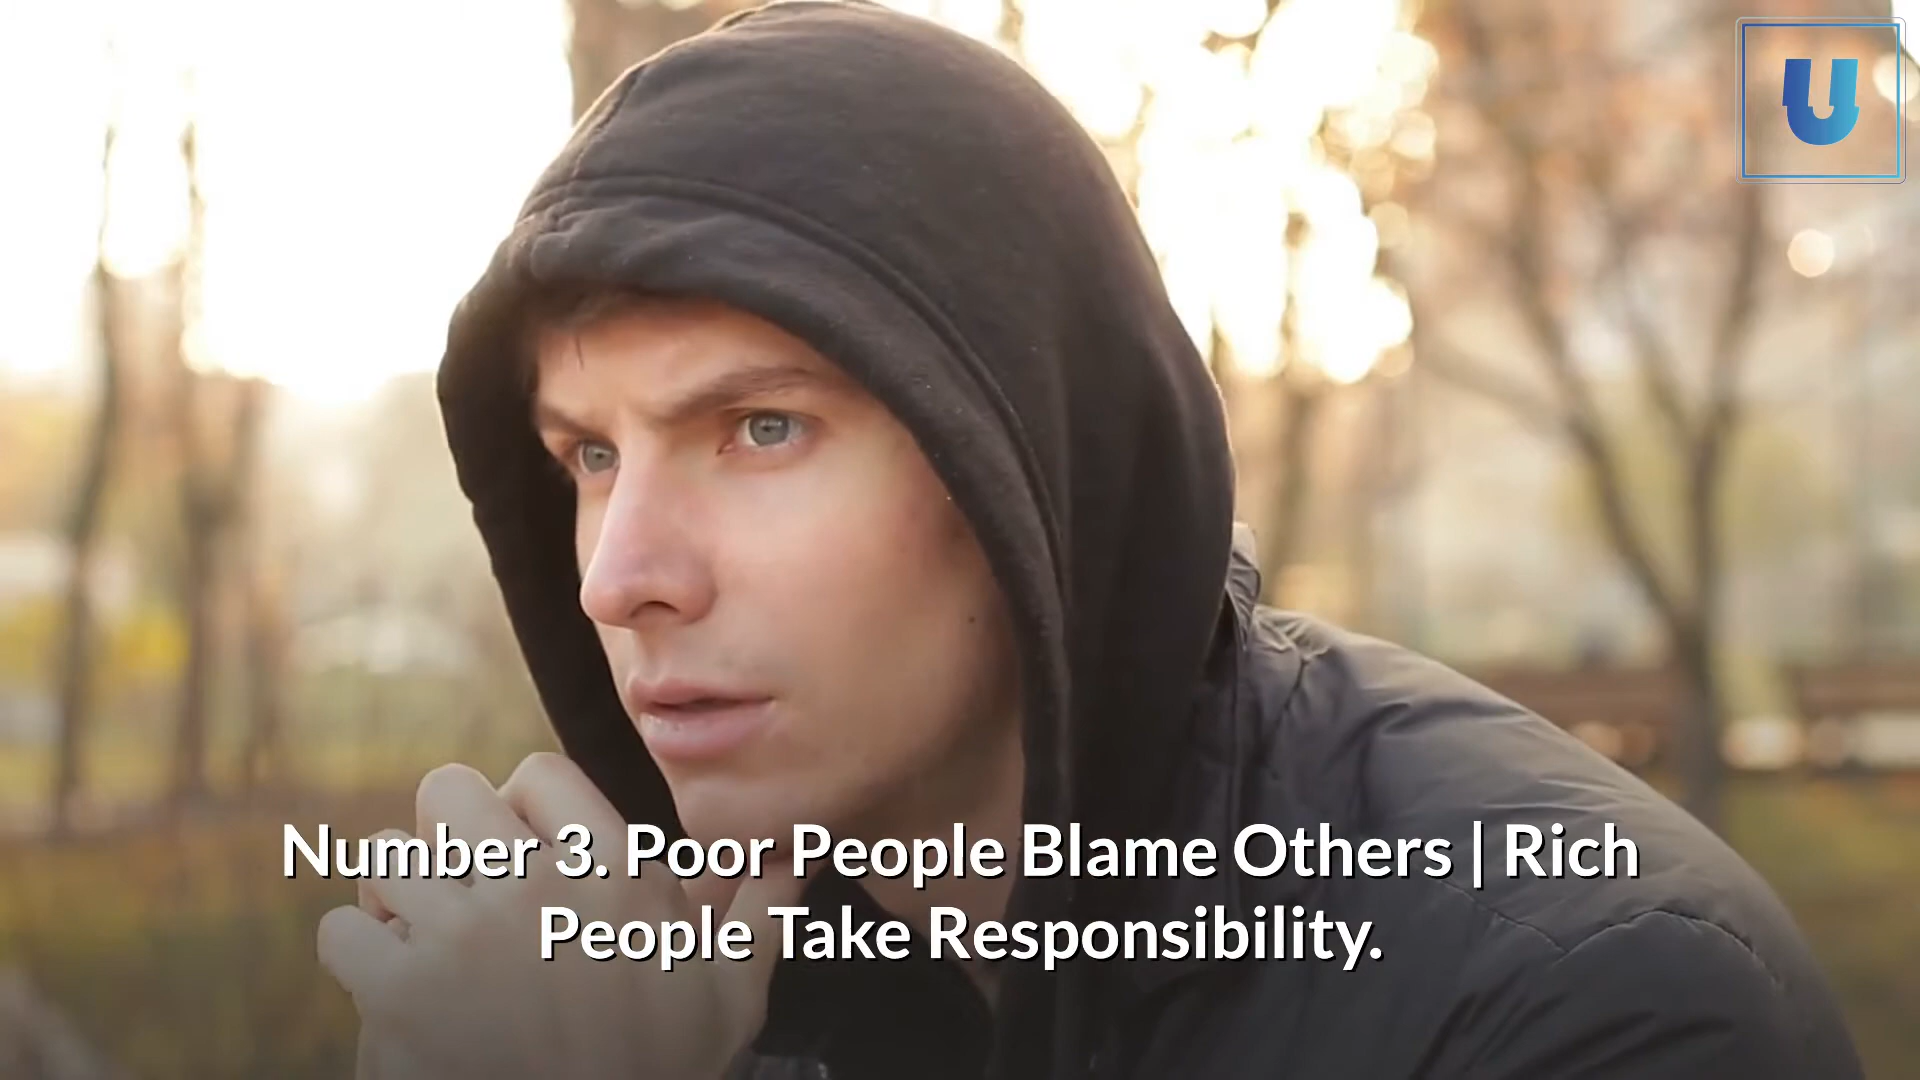 U
Number 3. Poor People Blame Others | Rich
People Take Responsibility.